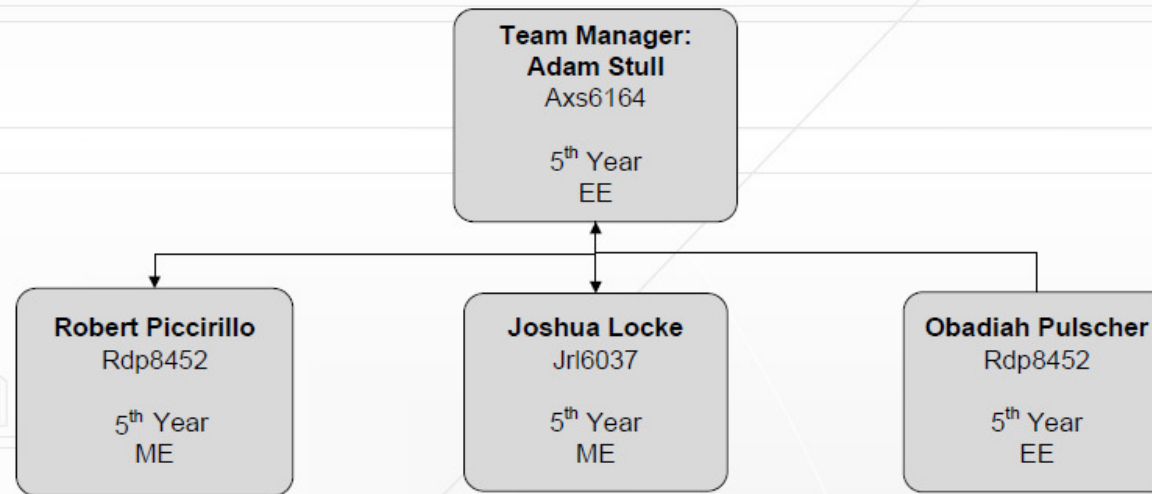 Team Manager:
Adam Stull
Axs6164
5th Year
EE
Robert Piccirillo
Rdp8452
5th Year
ME
Joshua Locke
Jrl6037
5th Year
ME
Obadiah Pulscher
Rdp8452
5th Year
EE